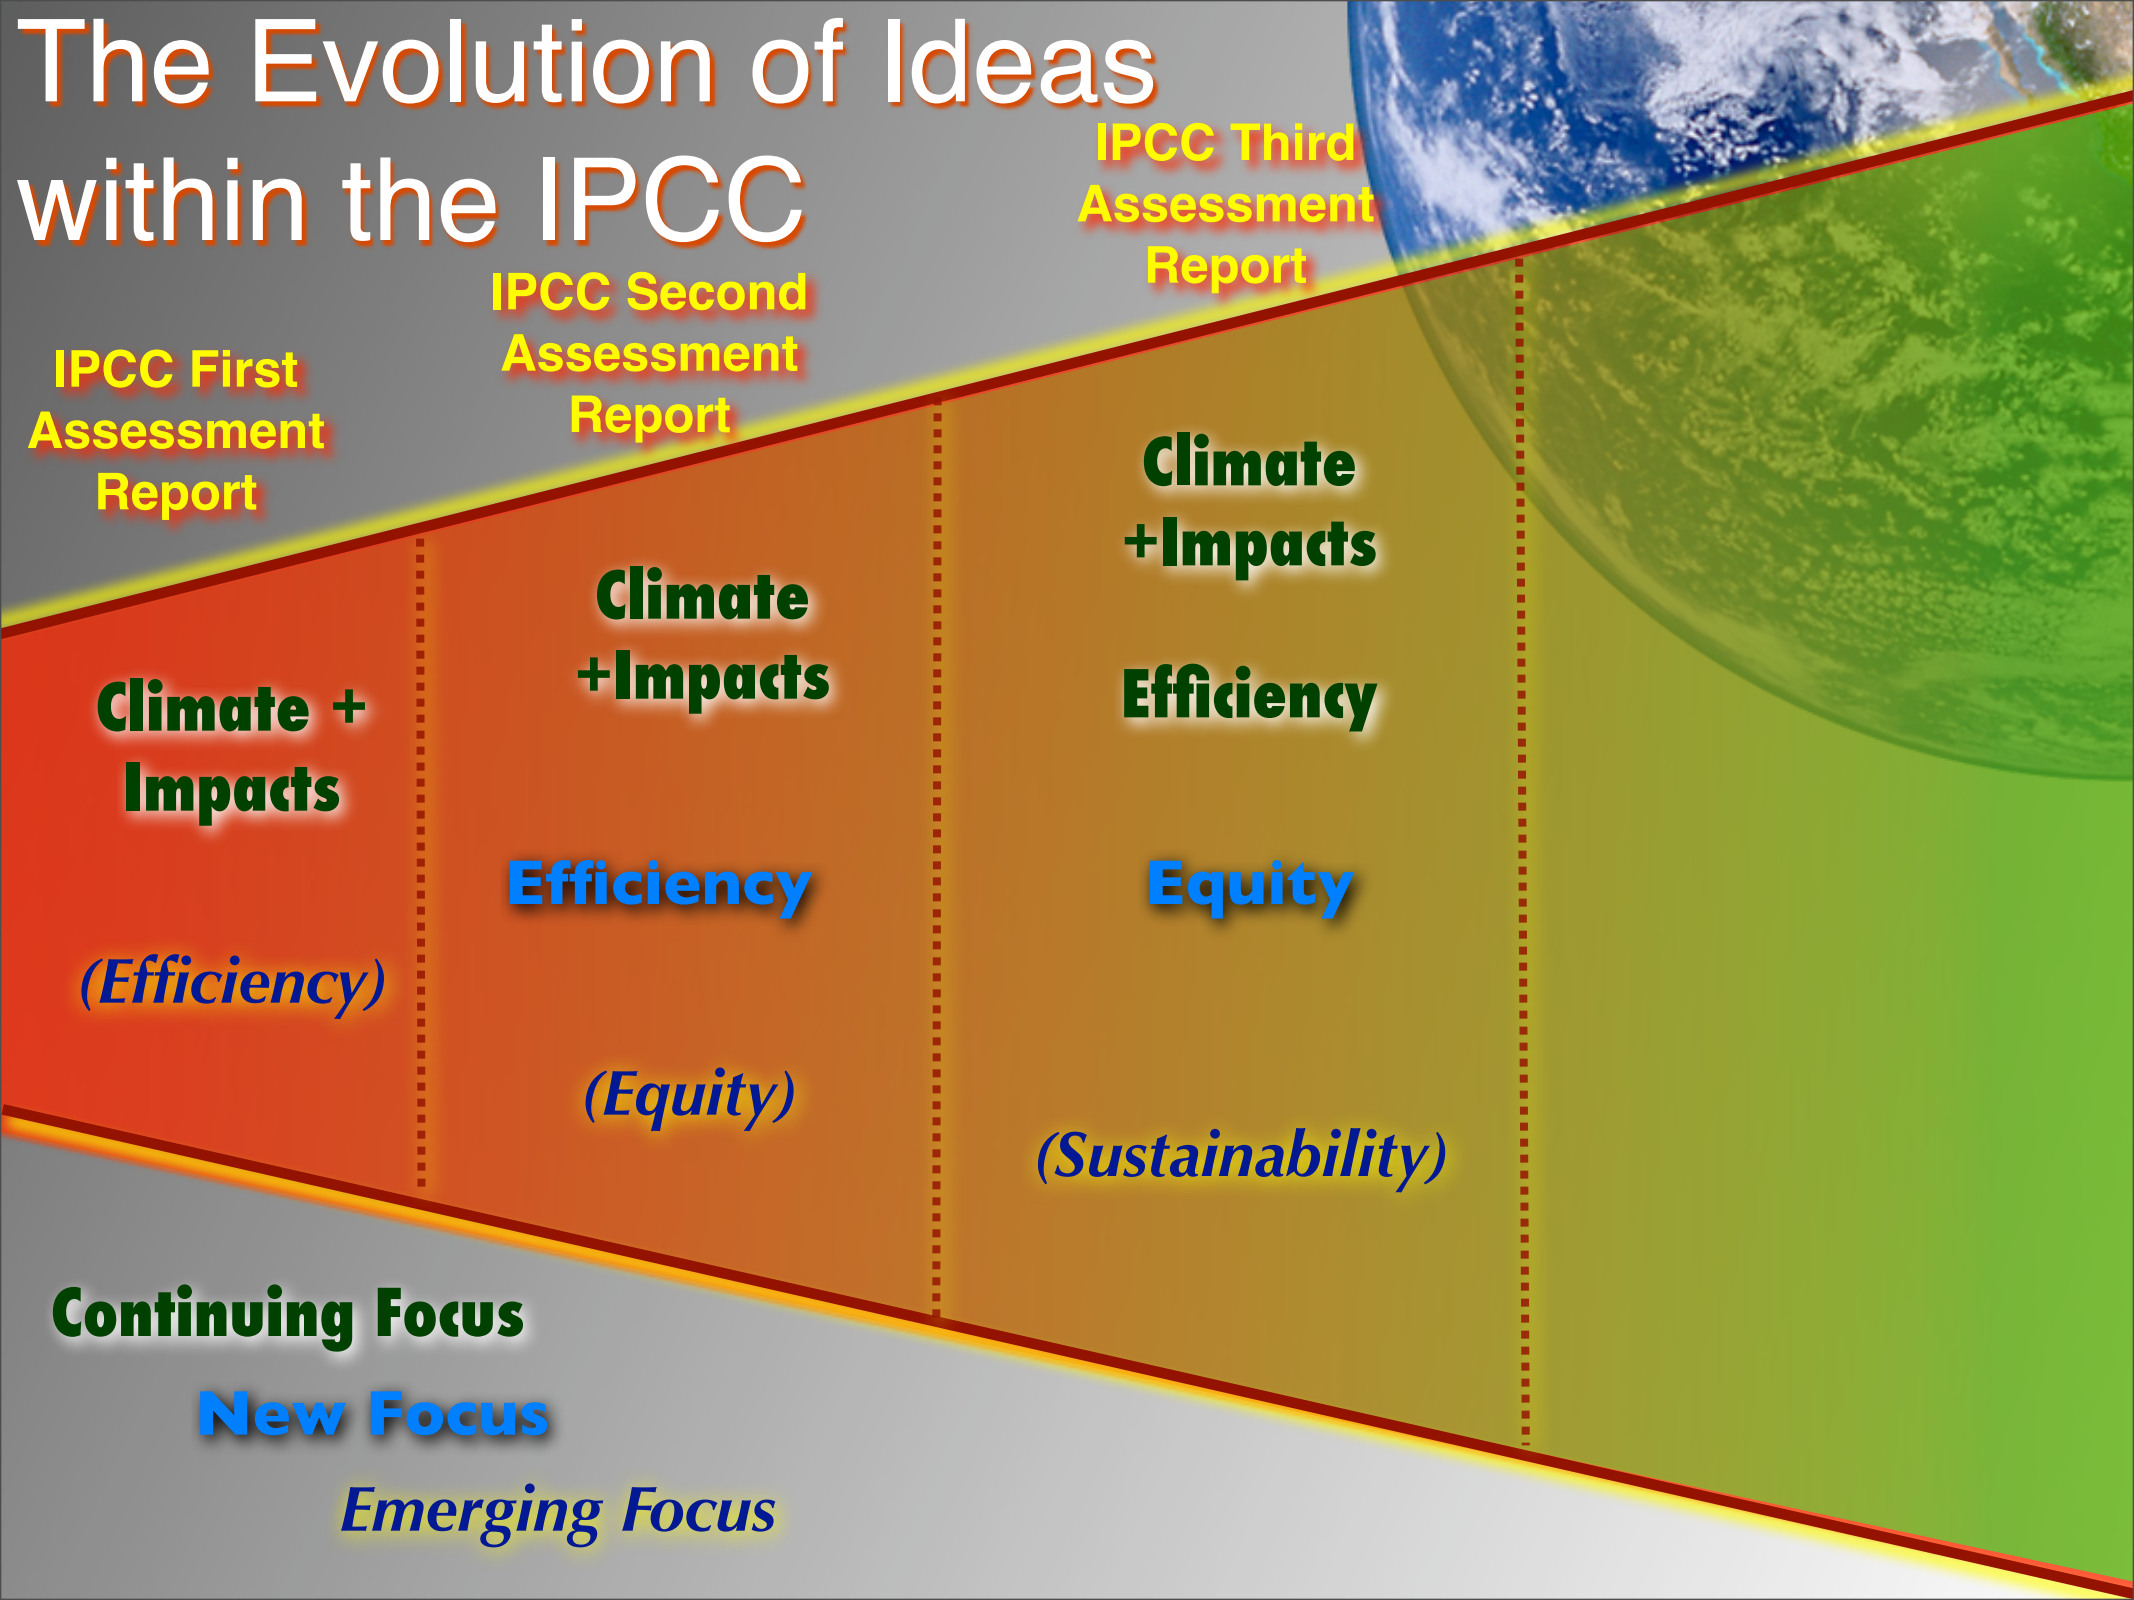 The Evolution of Ideas
within the IPCC
IPCC First
Assessment
Report
IPCC Second
Assessment
Report
IPCC Third
Assessment
Report
Climate +
Impacts
(Efficiency)
Climate
+Impacts
Efficiency
(Equity)
Climate
+Impacts
Efficiency
Equity
(Sustainability)
Continuing Focus
New Focus
Emerging Focus